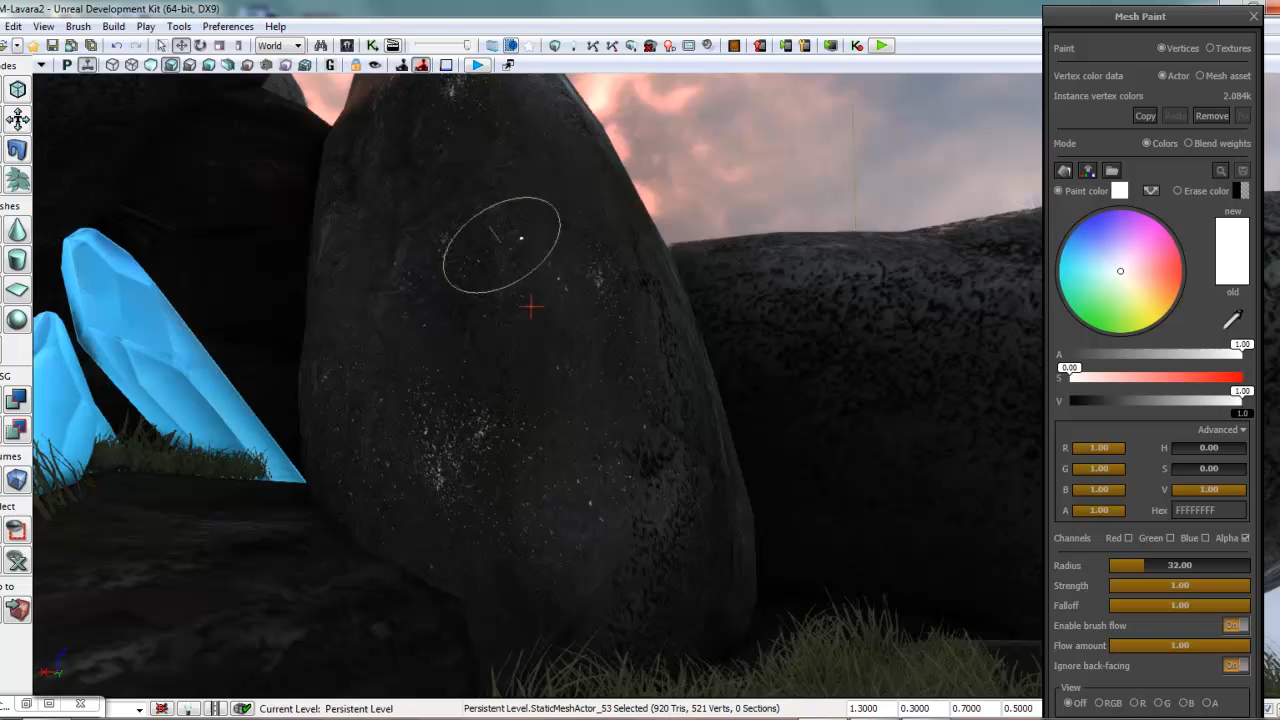 M-Lavara2 - Unreal Development Kit (64-bit, DX9)
Edit View Brush Build Play Tools Preferences Help
World
P G
Mesh Paint
Paint Vertices Textures
Vertex color data Actor Mesh asset
Instance vertex colors 2.084k
Copy Remove
Mode Colors Blend weights
Paint color Erase color
new
old
A 1.00
S 0.00
V 1.00
1.0
Advanced
R 1.00 H 0.00
G 1.00 S 0.00
B 1.00 V 1.00
A 1.00 Hex FFFFFFFF
Channels Red Green Blue Alpha
Radius 32.00
Strength 1.00
Falloff 1.00
Enable brush flow On
Flow amount 1.00
Ignore back-facing On
View
Off RGB R G B A
Current Level: Persistent Level Persistent Level.StaticMeshActor_53 Selected (920 Tris, 521 Verts, 0 Sections) 1.3000 0.3000 0.7000 0.5000